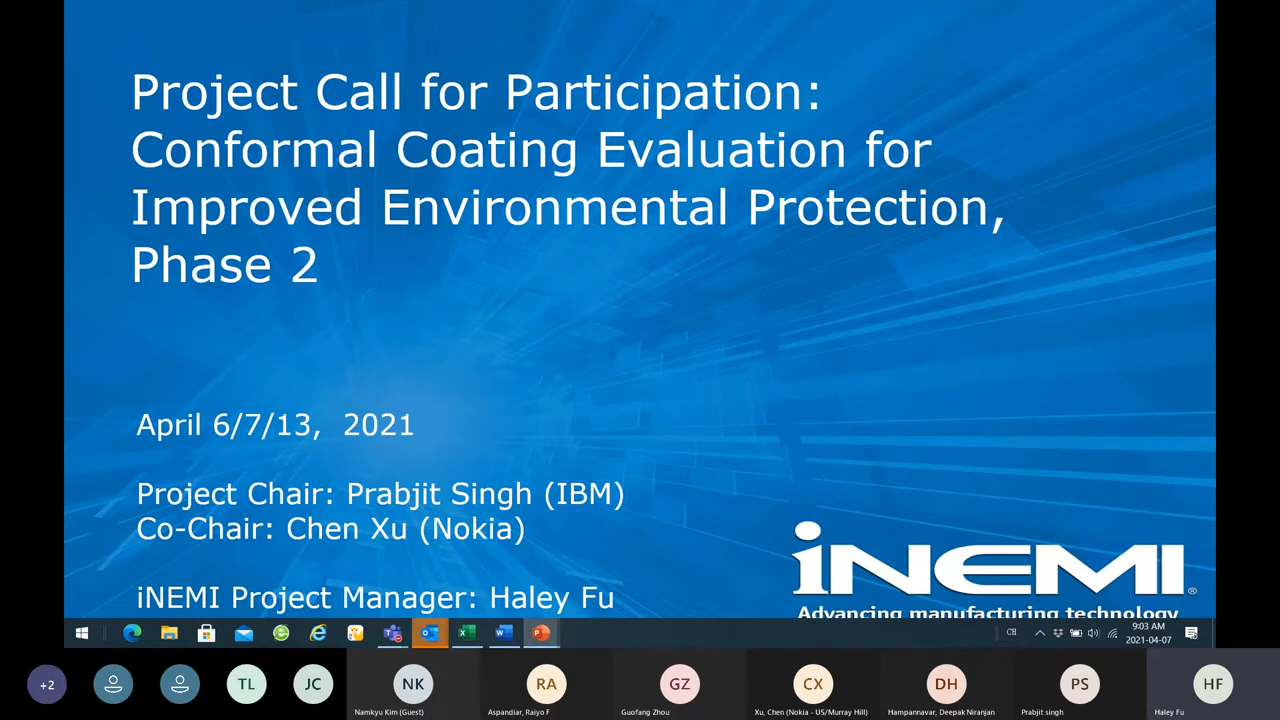 Project Call for Participation:
Conformal Coating Evaluation for
Improved Environmental Protection,
Phase 2
April 6/7/13, 2021
Project Chair: Prabjit Singh (IBM)
Co-Chair: Chen Xu (Nokia)
iNEMI Project Manager: Haley Fu
iNEMI®
Advancing manufacturing technology
CH
9:03 AM
2021-04-07
+2
TL
JC
NK
RA
GZ
CX
DH
PS
HF
Namkyu Kim (Guest)
Aspandiar, Raiyo F
Guofang Zhou
Xu, Chen (Nokia - US/Murray Hill)
Hampannavar, Deepak Niranjan
Prabjit singh
Haley Fu